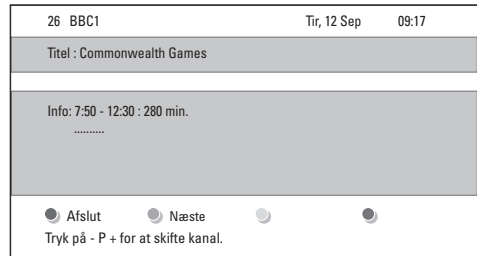 26 BBC1 Tir, 12 Sep 09:17
Titel : Commonwealth Games
Info: 7:50 - 12:30 : 280 min.
..........
Afslut Næste
Tryk på - P + for at skifte kanal.